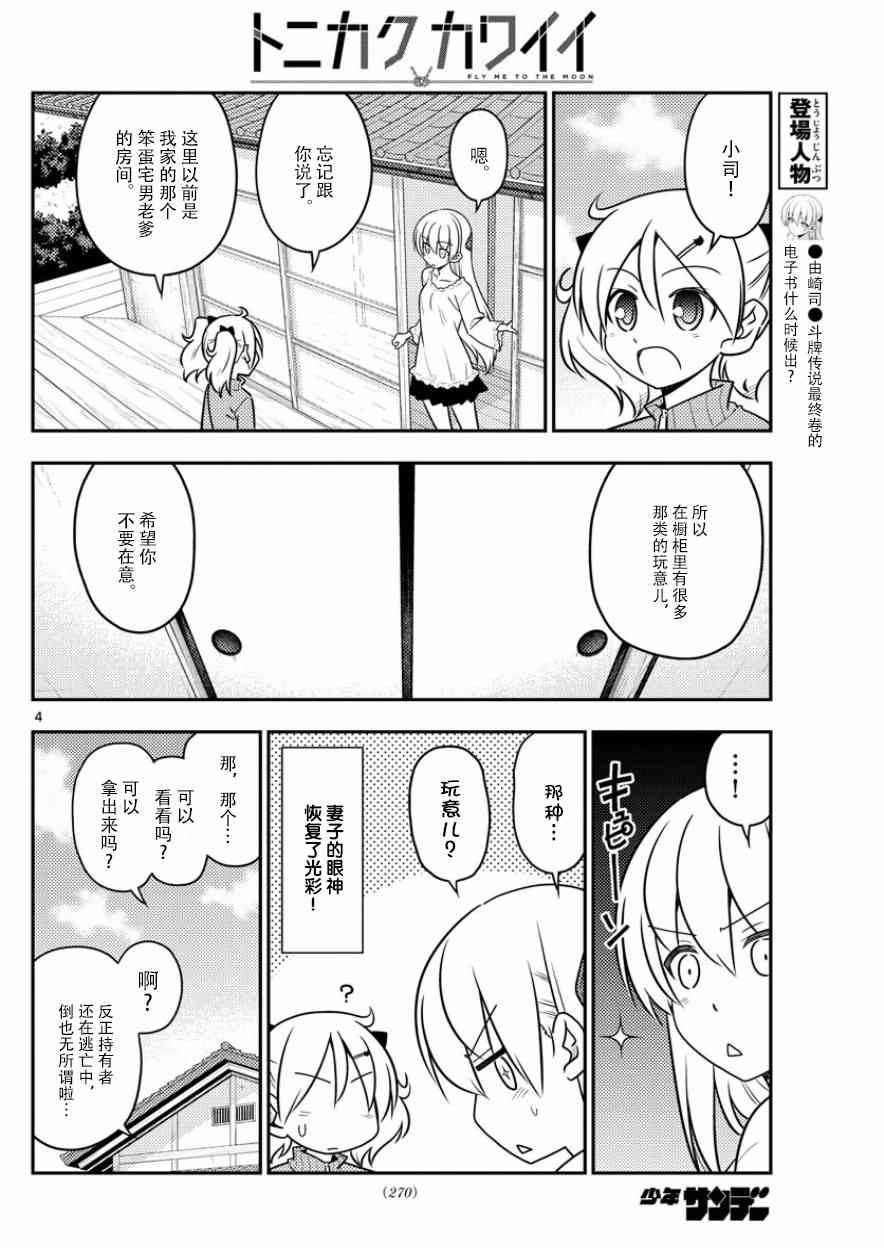 トニカクカワイイ
FLY ME TO THE MOON
とうじょうじんぶつ
登場人物
●由崎司●斗牌传说最终卷的
电子书什么时候出？
小司！
嗯。
忘记跟
你说了。
这里以前是
我家的那个
笨蛋宅男老爹
的房间。
所以
在橱柜里有很多
那类的玩意儿，
希望你
不要在意。
4
…！
キュピーン
那种…
玩意儿？
妻子的眼神
恢复了光彩！
？
那，那个…
可以
看看吗？
可以
拿出来吗？
啊？
反正持有者
还在逃亡中，
倒也无所谓啦…
(270)
少年サンデー